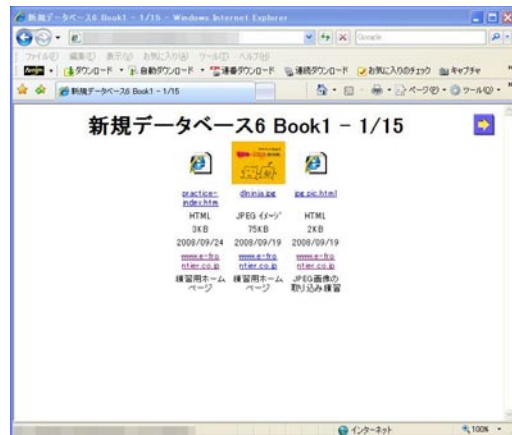 新規データベース6 Book1 - 1/15 - Windows Internet Explorer
Google
ファイル(F) 編集(E) 表示(V) お気に入り(A) ツール(T) ヘルプ(H)
ダウンロード 自動ダウンロード 連番ダウンロード 連続ダウンロード お気に入りのチェック キャプチャ
新規データベース6 Book1 - 1/15
ページ(P) ツール(O)
新規データベース6 Book1 - 1/15
practice-
index.htm
dlninja.jpg
jpg.pic.html
HTML JPEG イメージ HTML
3KB 75KB 2KB
2008/09/24 2008/09/19 2008/09/19
www.e-fro
ntier.co.jp
www.e-fro
ntier.co.jp
www.e-fro
ntier.co.jp
練習用ホーム
ページ
練習用ホーム
ページ
JPEG画像の
取り込み練習
インターネット 100%